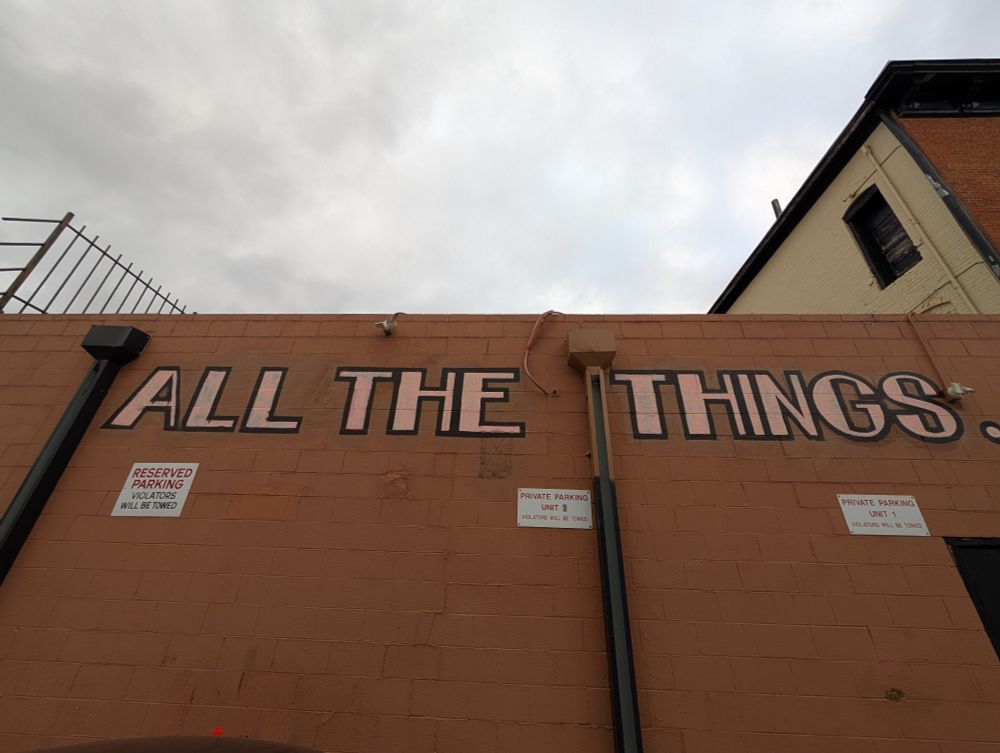 ALL THE THINGS.
RESERVED
PARKING
VIOLATORS
WILL BE TOWED
PRIVATE PARKING
UNIT
VIOLATORS WILL BE TOWED
PRIVATE PARKING
UNIT 1
VIOLATORS WILL BE TOWED